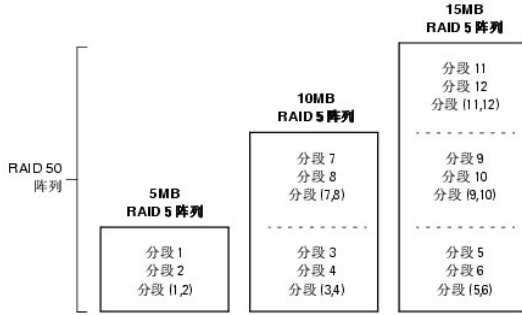 RAID 50
阵列
5MB
RAID 5 阵列
分段 1
分段 2
分段 (1,2)
10MB
RAID 5 阵列
分段 7
分段 8
分段 (7,8)
分段 3
分段 4
分段 (3,4)
15MB
RAID 5 阵列
分段 11
分段 12
分段 (11,12)
分段 9
分段 10
分段 (9,10)
分段 5
分段 6
分段 (5,6)